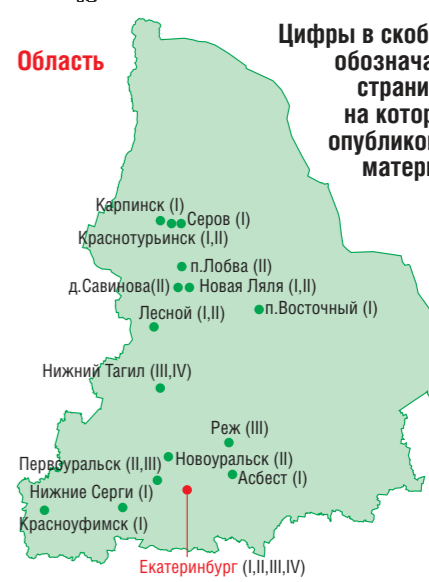 Область
Цифры в скоб
обознача
страни
на котор
опубликов
матери
Карпинск (I)
Серов (I)
Краснотурьинск (I,II)
п.Лобва (II)
д.Савинова(II)
Новая Ляля (I,II)
п.Восточный (I)
Лесной (I,II)
Нижний Тагил (III,IV)
Реж (III)
Первоуральск (II,III)
Новоуральск (II)
Асбест (I)
Нижние Серги (I)
Красноуфимск (I)
Екатеринбург (I,II,III,IV)